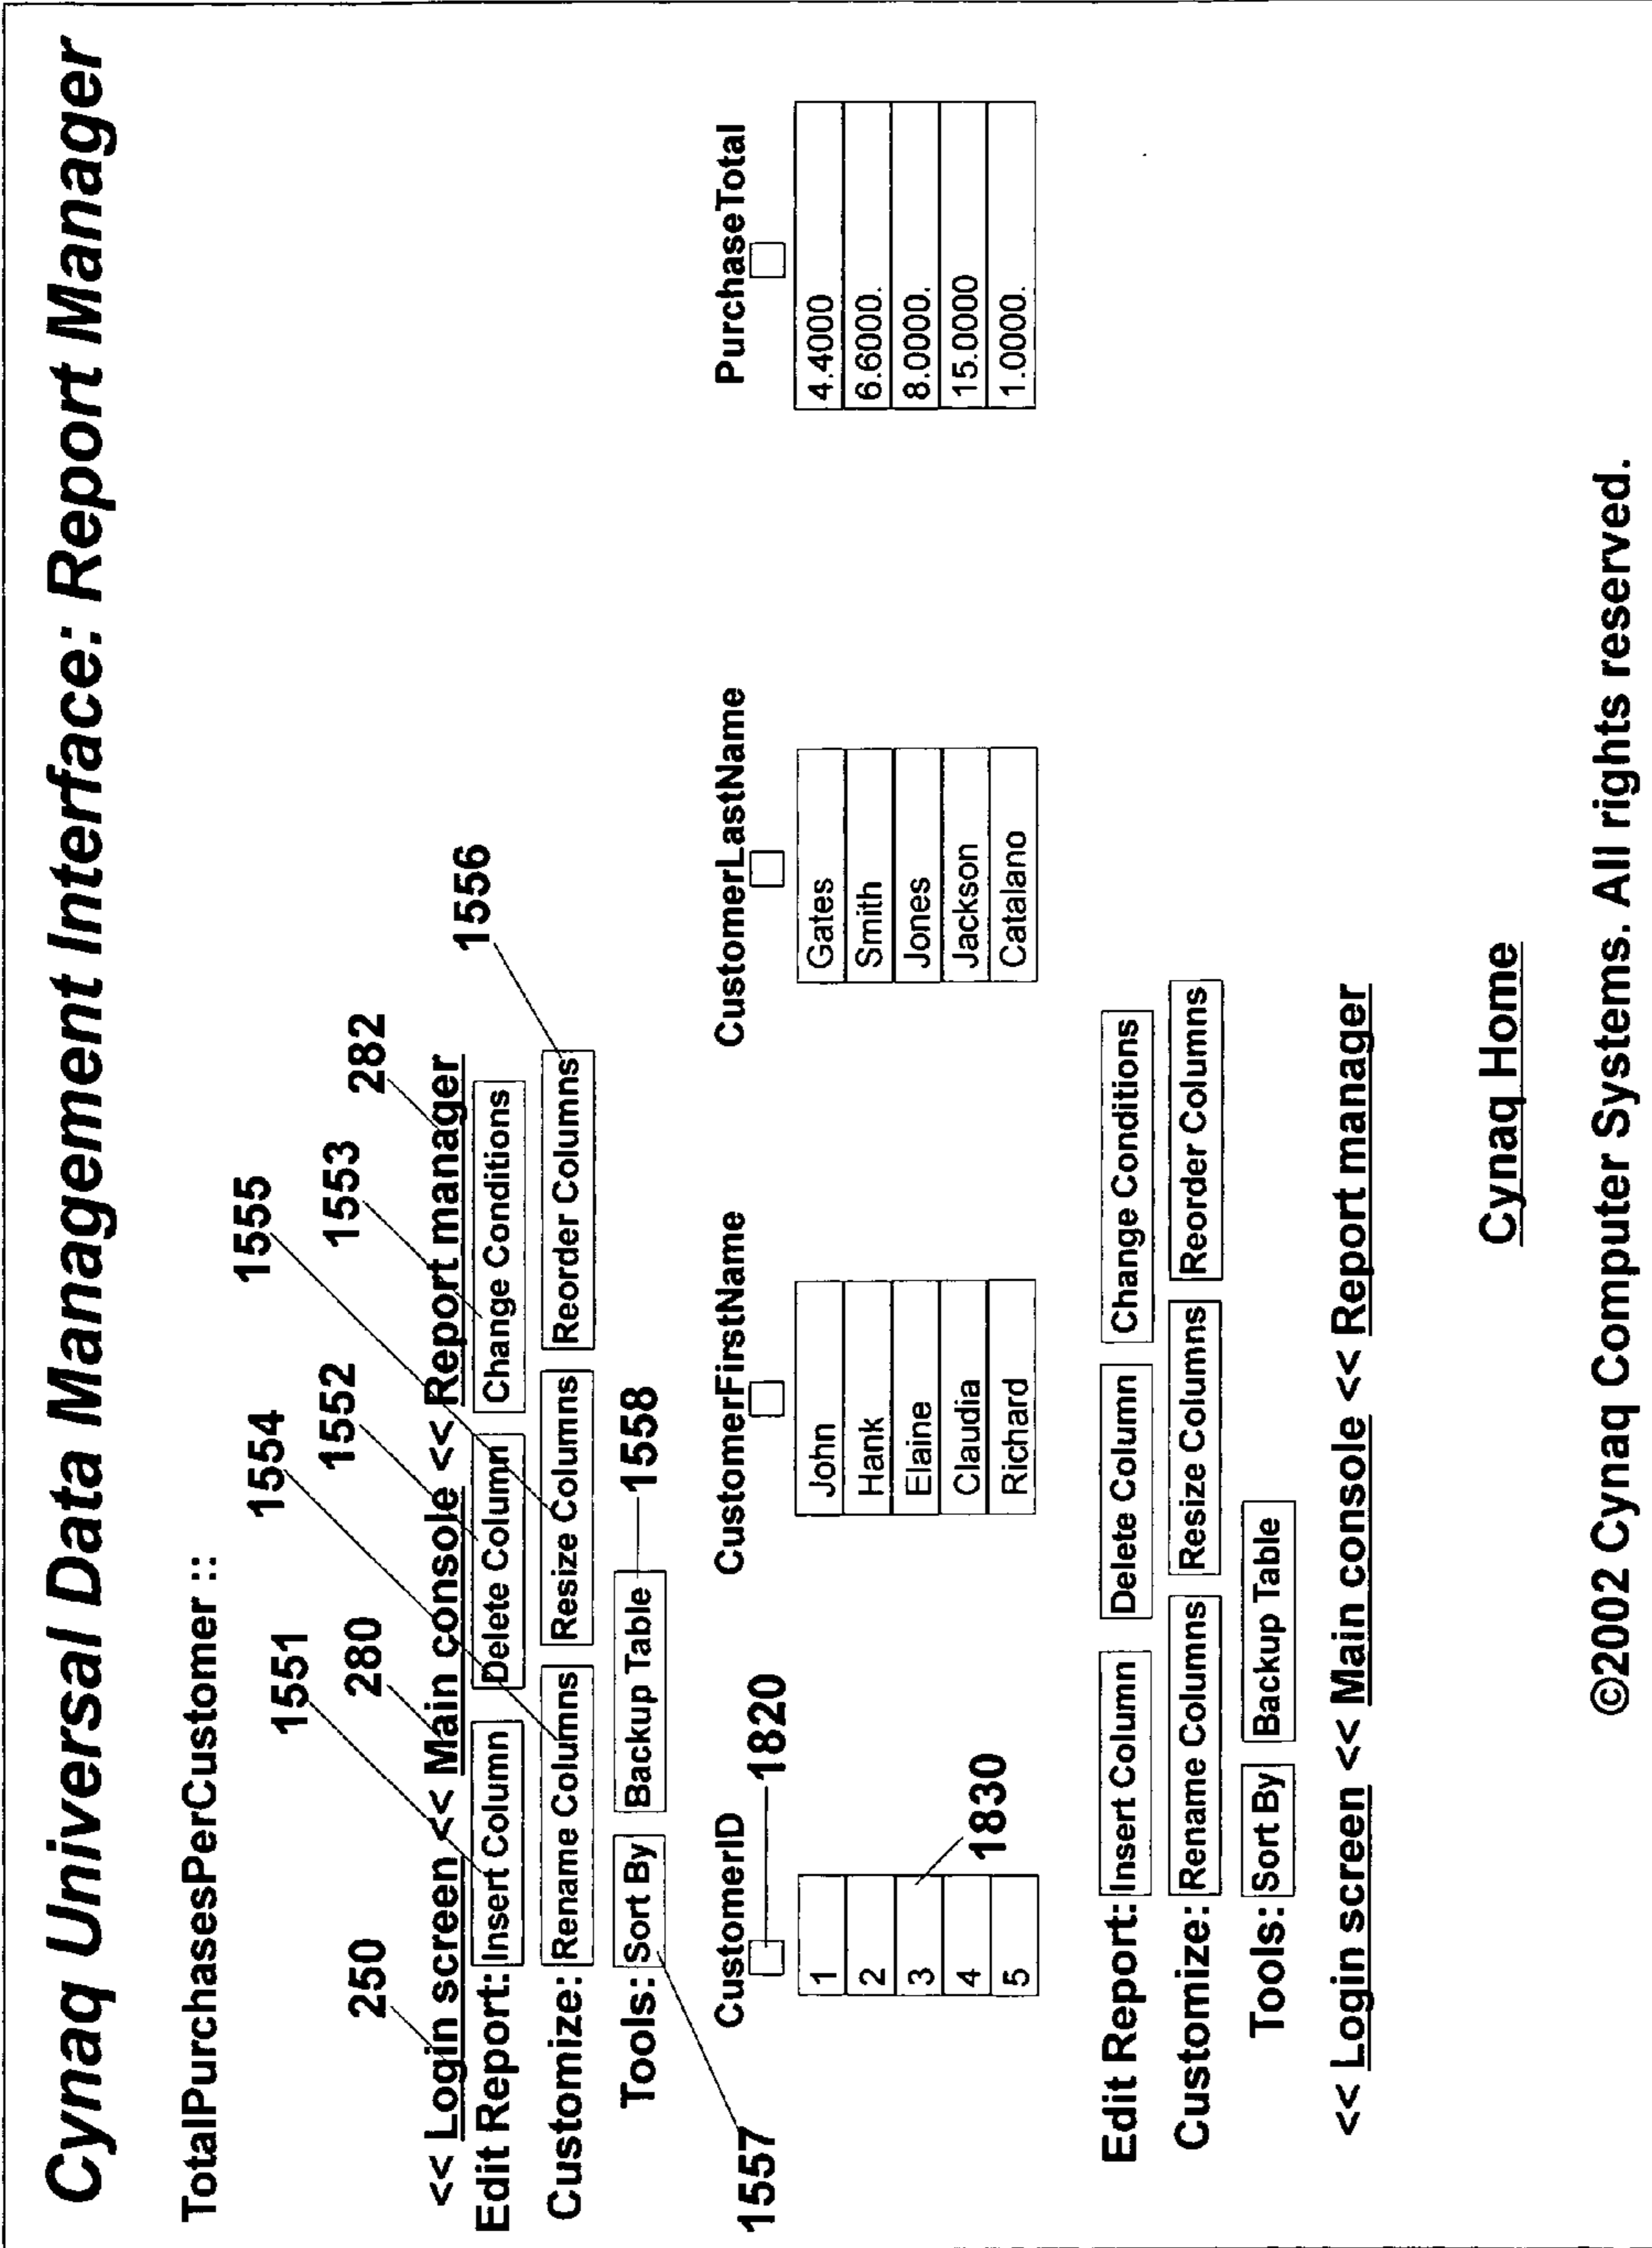 Cynaq Universal Data Management Interface: Report Manager
TotalPurchasesPerCustomer ::
1555
1554
1551
1552
1553
282
280
250
<< Login screen << Main console << Report manager
1556
Edit Report: Insert Column Delete Column Change Conditions
Customize: Rename Columns Resize Columns Reorder Columns
Tools: Sort By Backup Table 1558
1557
CustomerID CustomerFirstName CustomerLastName PurchaseTotal
1820
1 John Gates 4.4000
2 Hank Smith 6.6000.
3 Elaine Jones 8.0000.
4 Claudia Jackson 15.0000
5 Richard Catalano 1.0000.
1830
Edit Report: Insert Column Delete Column Change Conditions
Customize: Rename Columns Resize Columns Reorder Columns
Tools: Sort By Backup Table
<< Login screen << Main console << Report manager
Cynaq Home
©2002 Cynaq Computer Systems. All rights reserved.